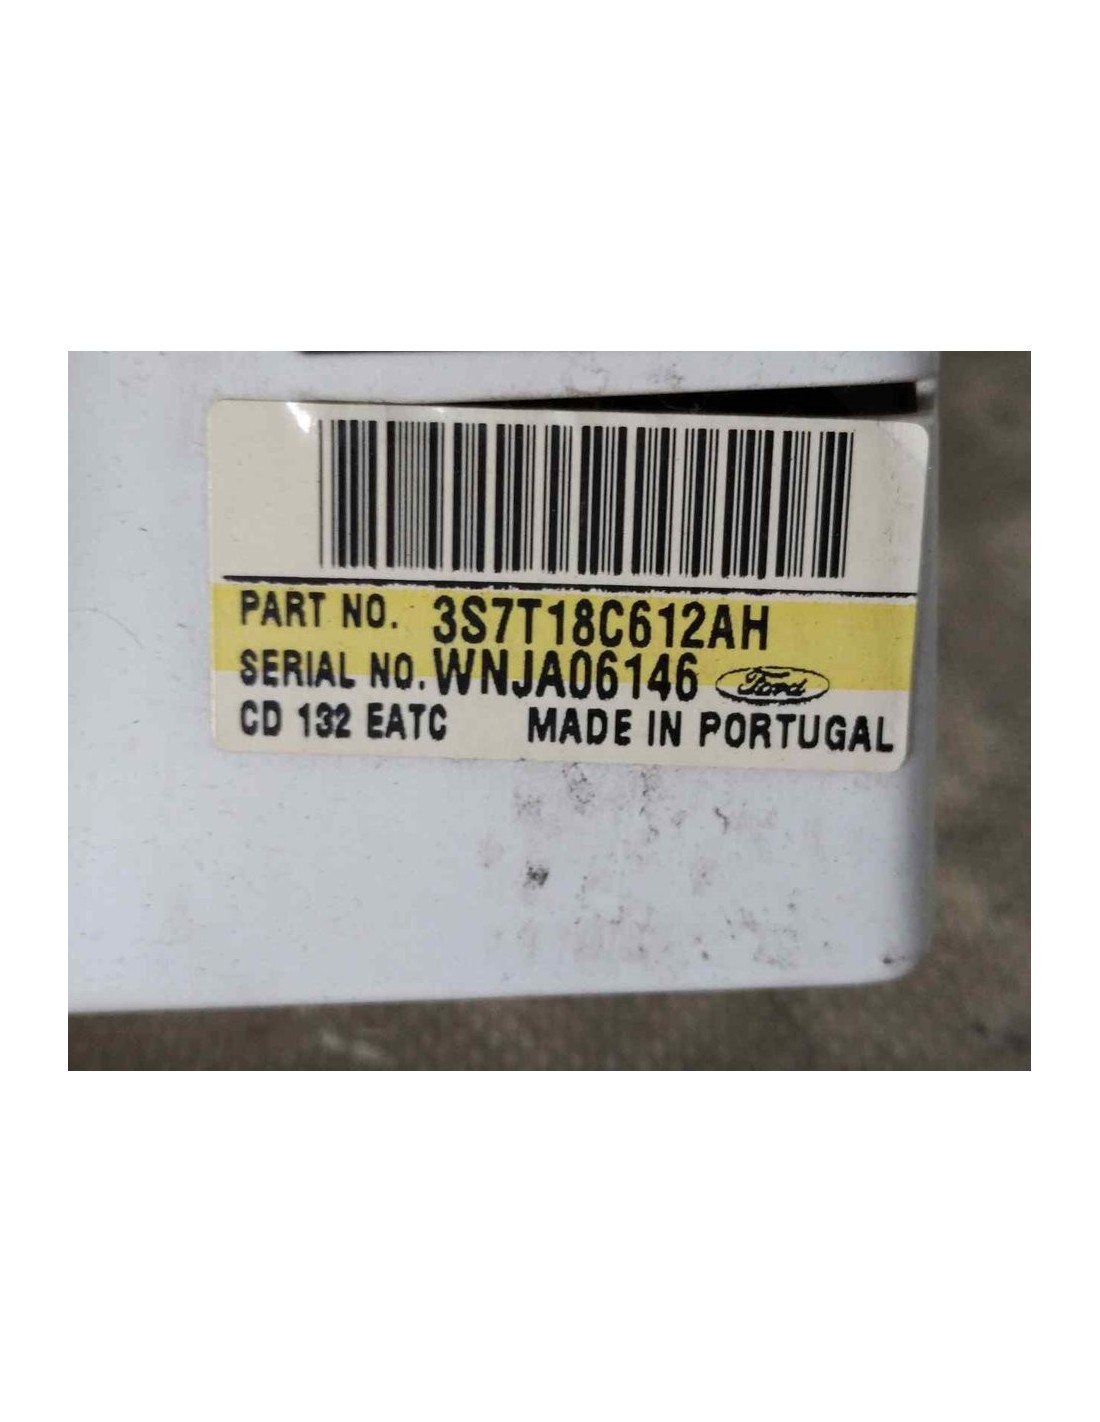 PART NO. 3S7T18C612AH
SERIAL NO. WNJA06146 Ford
CD 132 EATC MADE IN PORTUGAL